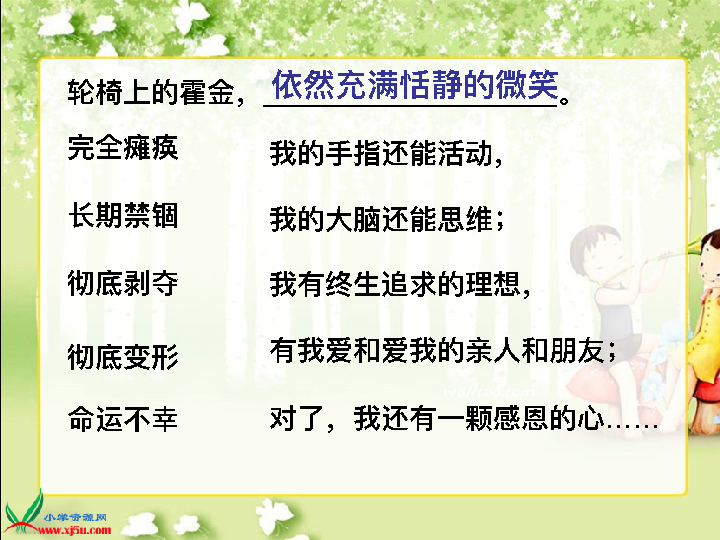 轮椅上的霍金，依然充满恬静的微笑。
完全瘫痪
我的手指还能活动，
长期禁锢
我的大脑还能思维；
彻底剥夺
我有终生追求的理想，
彻底变形
有我爱和爱我的亲人和朋友；
命运不幸
对了，我还有一颗感恩的心……
小学资源网
www.xj5u.com